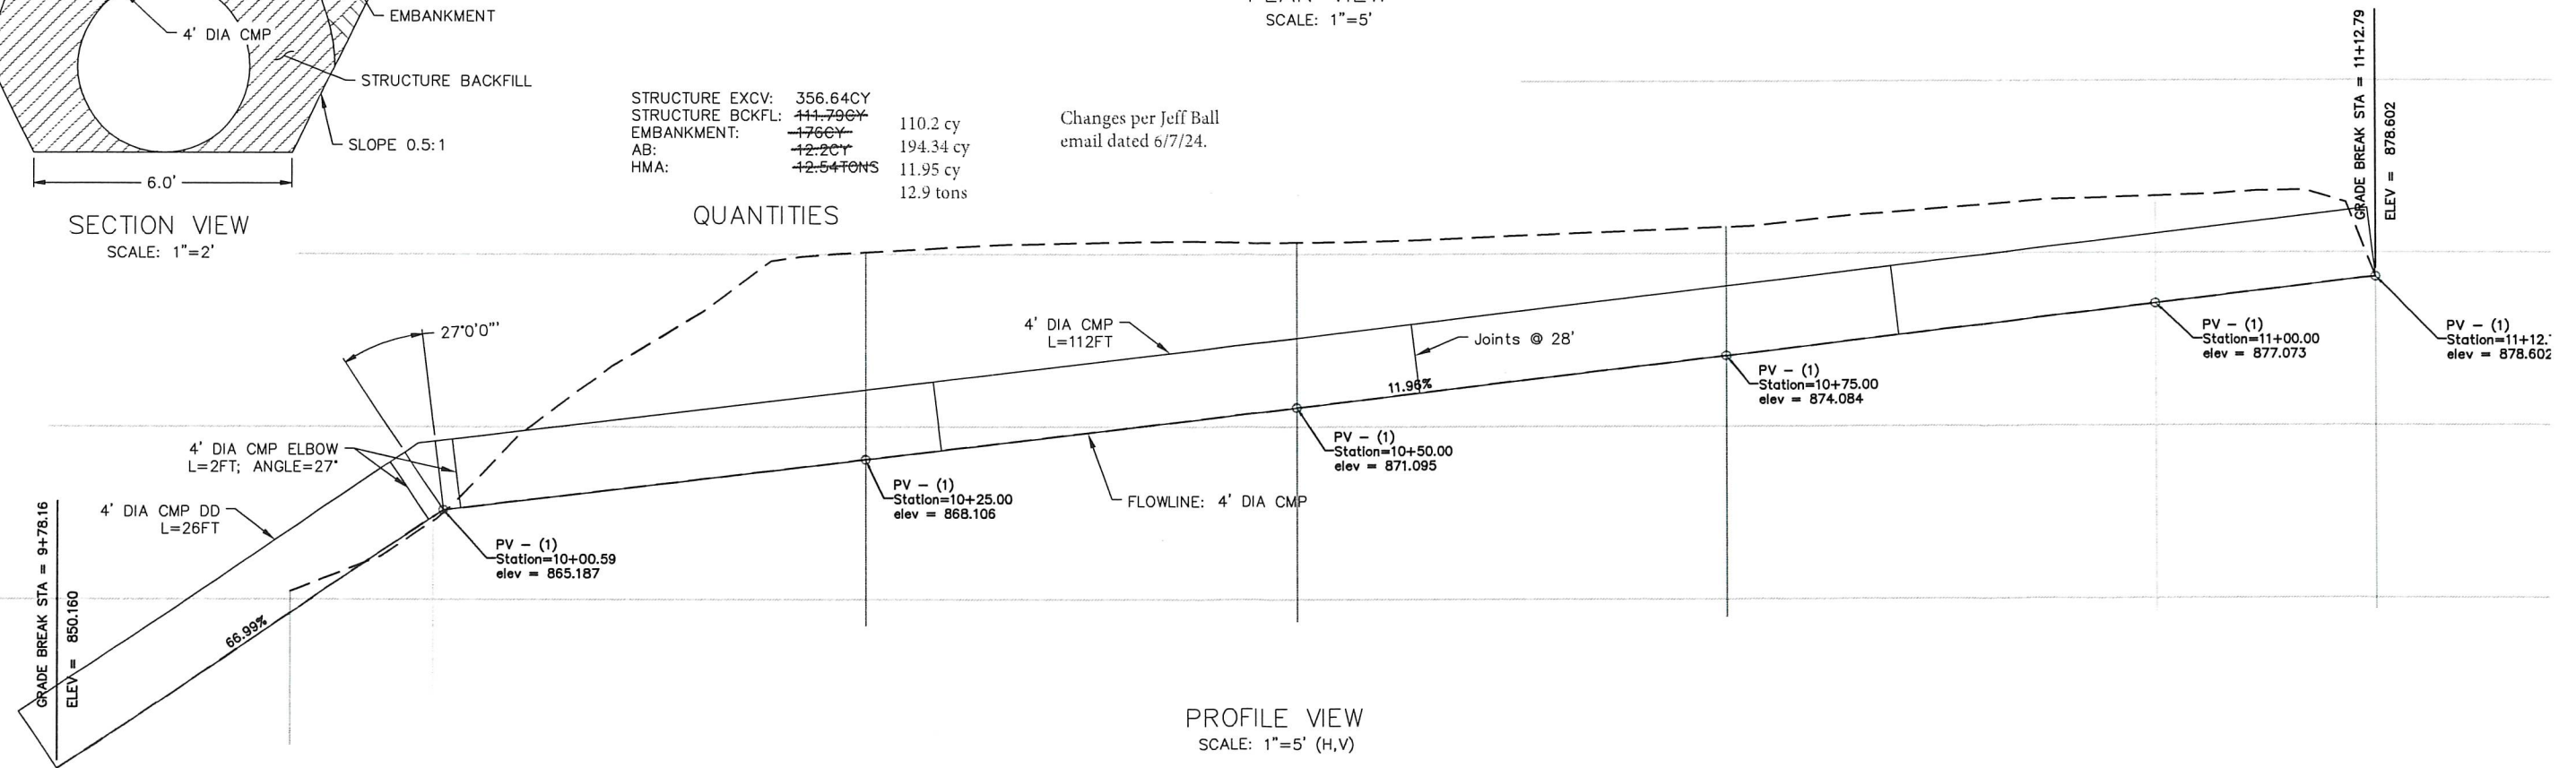 PLAN VIEW
SCALE: 1"=5'
EMBANKMENT
4' DIA CMP
STRUCTURE BACKFILL
SLOPE 0.5:1
6.0'
SECTION VIEW
SCALE: 1"=2'
STRUCTURE EXCV: 356.64CY
STRUCTURE BCKFL: 111.79CY
EMBANKMENT: 176CY
AB: 12.2CY
HMA: 12.54TONS
110.2 cy
194.34 cy
11.95 cy
12.9 tons
Changes per Jeff Ball
email dated 6/7/24.
QUANTITIES
GRADE BREAK STA = 11+12.79
ELEV = 878.602
27°0'0"
4' DIA CMP
L=112FT
Joints @ 28'
11.96%
PV - (1)
Station=11+00.00
elev = 877.073
PV - (1)
Station=11+12.
elev = 878.602
PV - (1)
Station=10+75.00
elev = 874.084
PV - (1)
Station=10+50.00
elev = 871.095
4' DIA CMP ELBOW
L=2FT; ANGLE=27°
PV - (1)
Station=10+25.00
elev = 868.106
FLOWLINE: 4' DIA CMP
4' DIA CMP DD
L=26FT
PV - (1)
Station=10+00.59
elev = 865.187
GRADE BREAK STA = 9+78.16
ELEV = 850.160
66.99%
PROFILE VIEW
SCALE: 1"=5' (H,V)